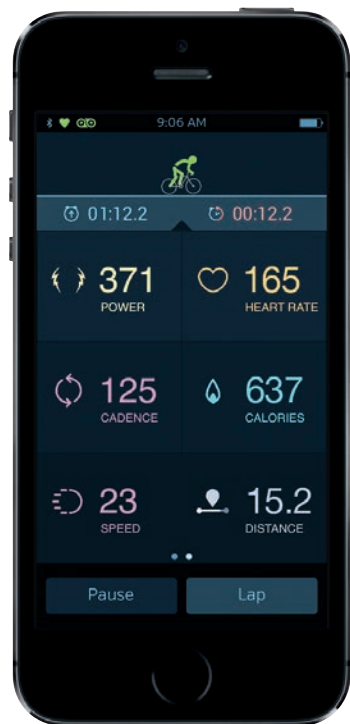 9:06 AM
01:12.2 00:12.2
371 165
POWER HEART RATE
125 637
CADENCE CALORIES
23 15.2
SPEED DISTANCE
Pause Lap